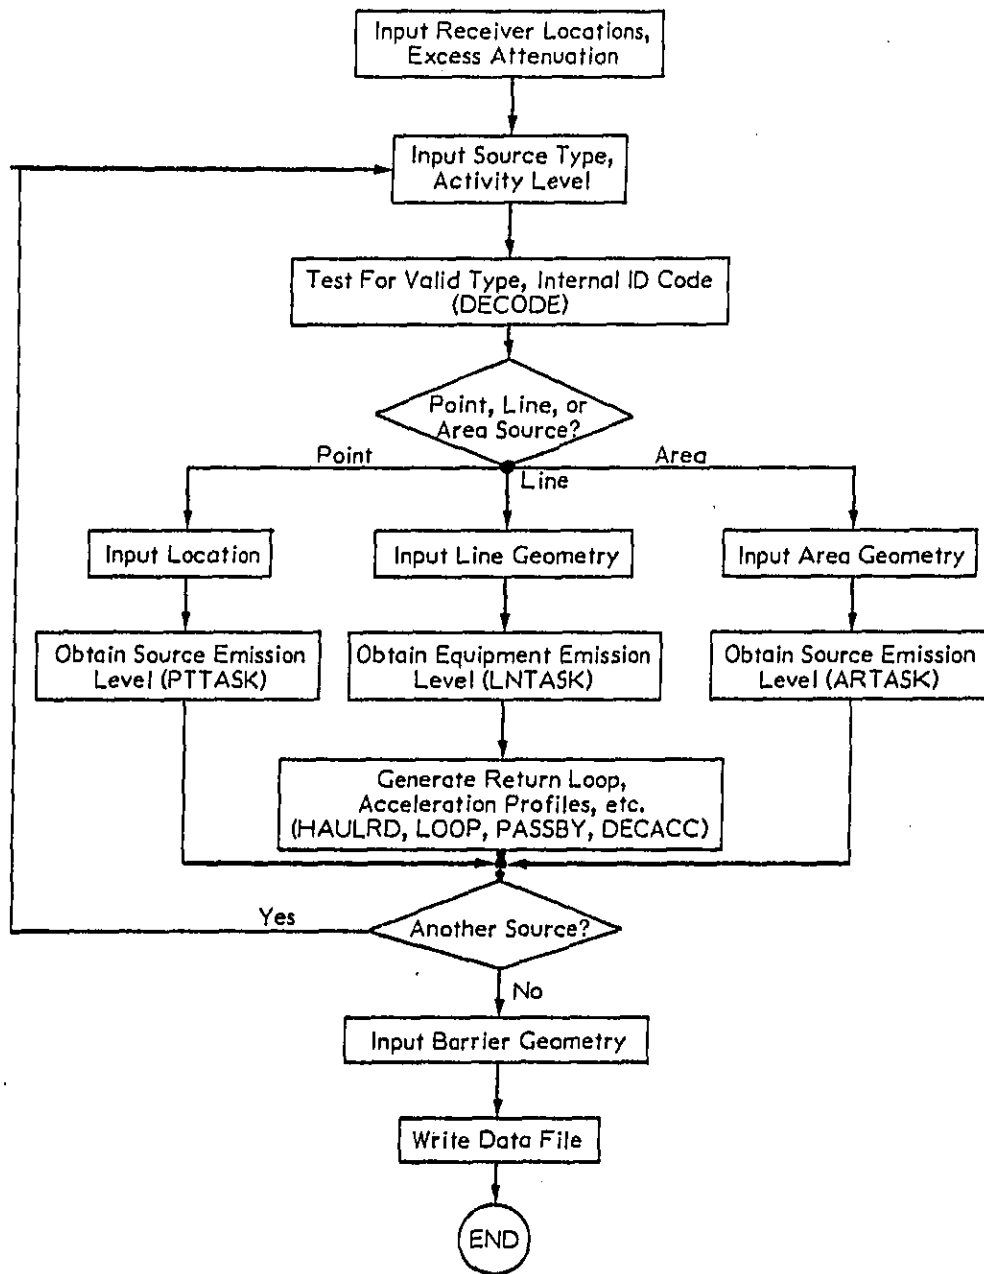 Input Receiver Locations,
Excess Attenuation
Input Source Type,
Activity Level
Test For Valid Type, Internal ID Code
(DECODE)
Point, Line, or
Area Source?
Point
Line
Area
Input Location
Input Line Geometry
Input Area Geometry
Obtain Source Emission
Level (PTTASK)
Obtain Equipment Emission
Level (LNTASK)
Obtain Source Emission
Level (ARTASK)
Generate Return Loop,
Acceleration Profiles, etc.
(HAULRD, LOOP, PASSBY, DECACC)
Yes
Another Source?
No
Input Barrier Geometry
Write Data File
END